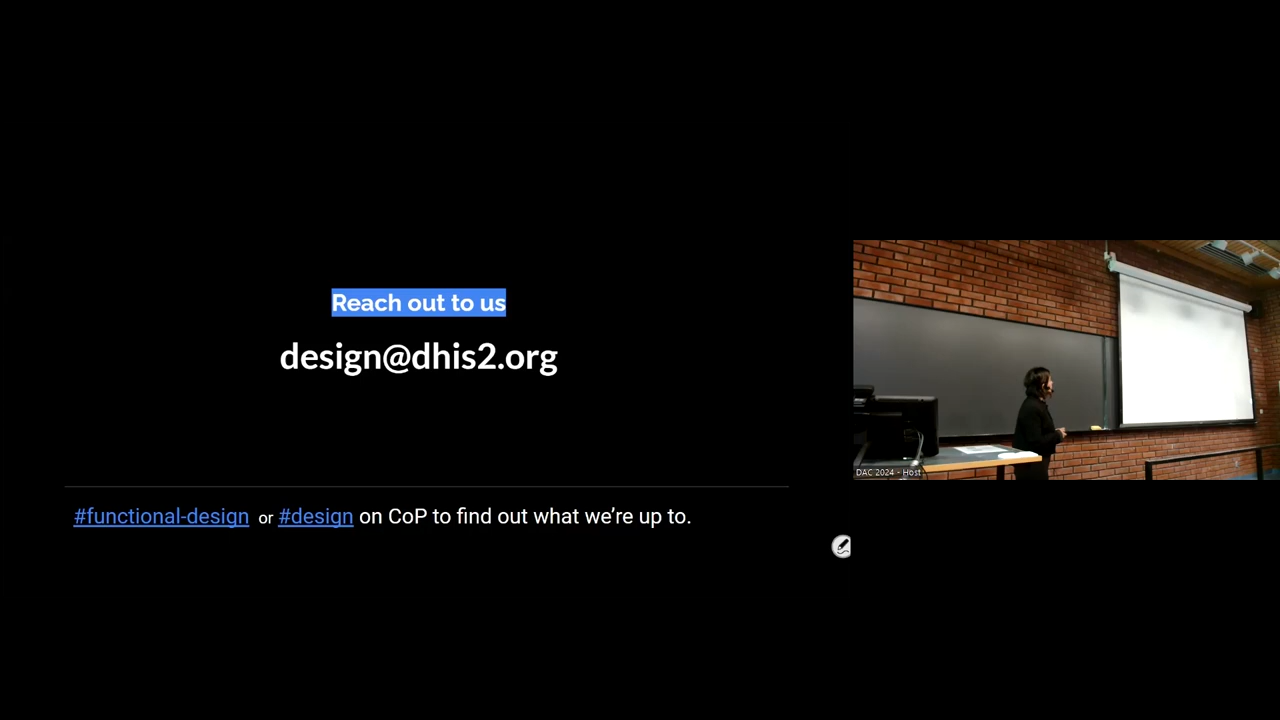 Reach out to us
design@dhis2.org
#functional-design or #design on CoP to find out what we’re up to.
DAC 2024 - Host